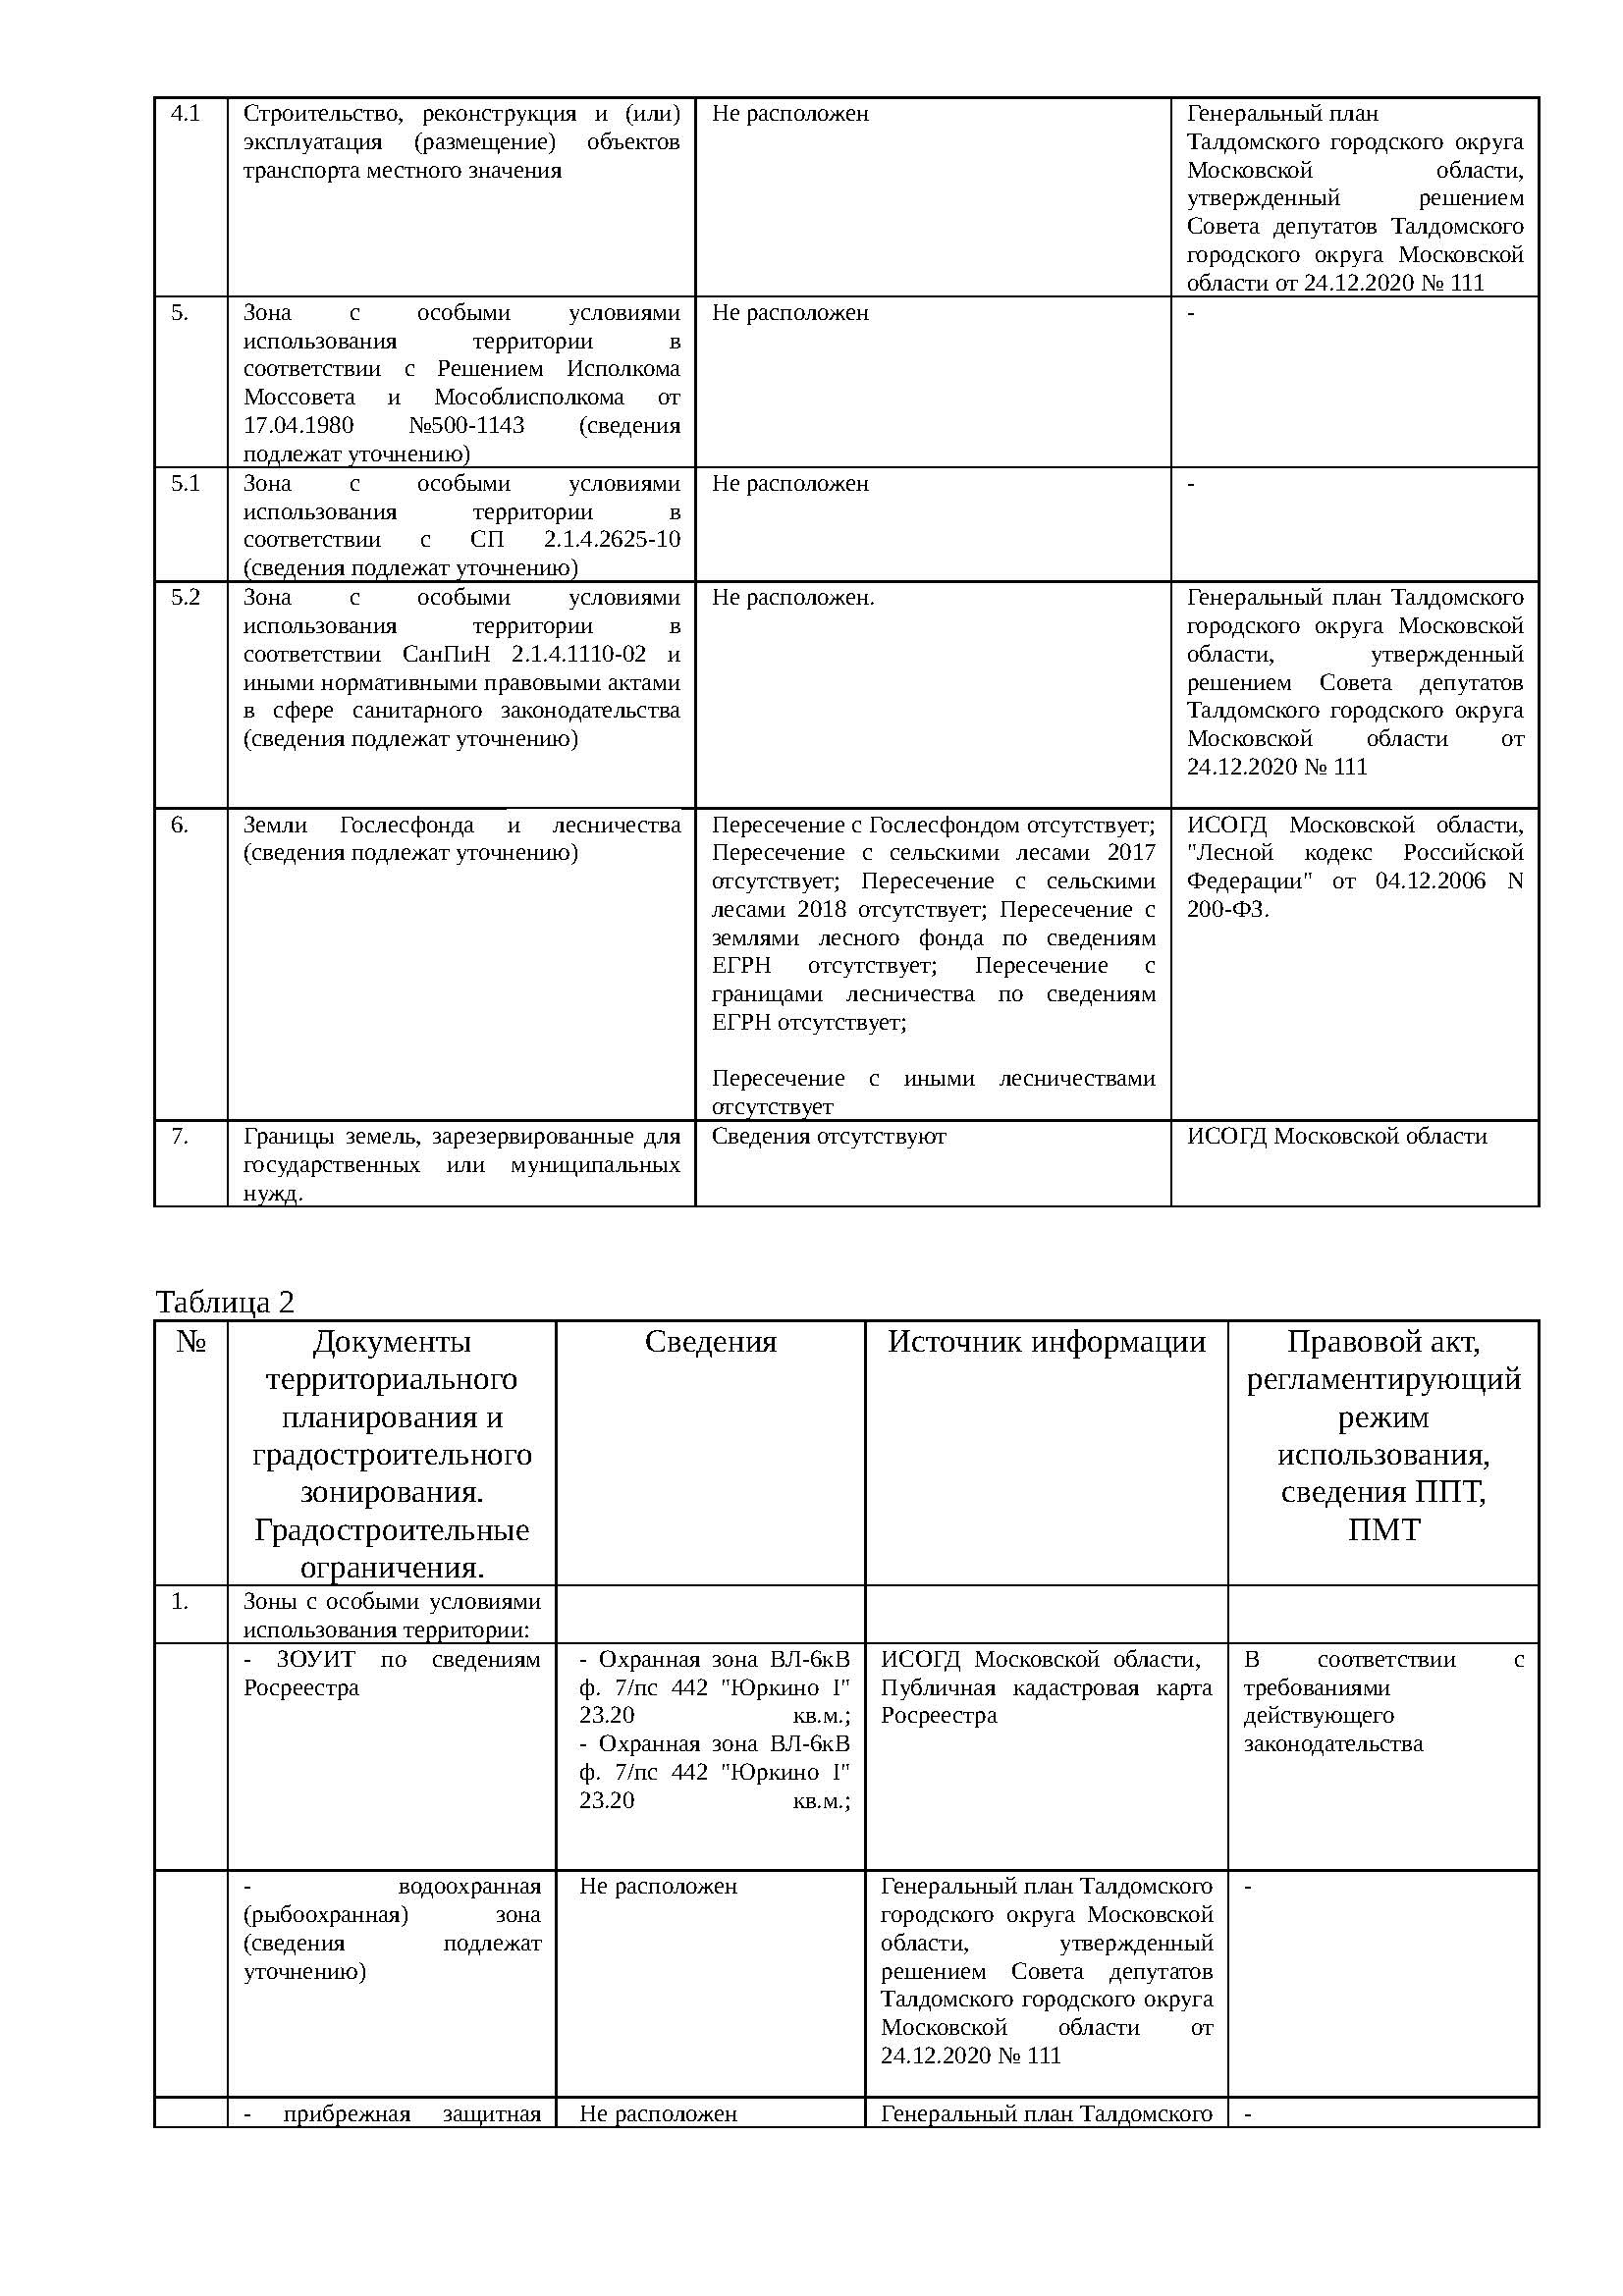 4.1
Строительство, реконструкция и (или)
эксплуатация (размещение) объектов
транспорта местного значения
Не расположен
Генеральный план
Талдомского городского округа
Московской области,
утвержденный решением
Совета депутатов Талдомского
городского округа Московской
области от 24.12.2020 № 111
5.
Зона с особыми условиями
использования территории в
соответствии с Решением Исполкома
Моссовета и Мособлисполкома от
17.04.1980 №500-1143 (сведения
подлежат уточнению)
Не расположен
-
5.1
Зона с особыми условиями
использования территории в
соответствии с СП 2.1.4.2625-10
(сведения подлежат уточнению)
Не расположен
-
5.2
Зона с особыми условиями
использования территории в
соответствии СанПиН 2.1.4.1110-02 и
иными нормативными правовыми актами
в сфере санитарного законодательства
(сведения подлежат уточнению)
Не расположен.
Генеральный план Талдомского
городского округа Московской
области, утвержденный
решением Совета депутатов
Талдомского городского округа
Московской области от
24.12.2020 № 111
6.
Земли Гослесфонда и лесничества
(сведения подлежат уточнению)
Пересечение с Гослесфондом отсутствует;
Пересечение с сельскими лесами 2017
отсутствует; Пересечение с сельскими
лесами 2018 отсутствует; Пересечение с
землями лесного фонда по сведениям
ЕГРН отсутствует; Пересечение с
границами лесничества по сведениям
ЕГРН отсутствует;
Пересечение с иными лесничествами
отсутствует
ИСОГД Московской области,
"Лесной кодекс Российской
Федерации" от 04.12.2006 N
200-ФЗ.
7.
Границы земель, зарезервированные для
государственных или муниципальных
нужд.
Сведения отсутствуют
ИСОГД Московской области
Таблица 2
№
Документы
территориального
планирования и
градостроительного
зонирования.
Градостроительные
ограничения.
Сведения
Источник информации
Правовой акт,
регламентирующий
режим
использования,
сведения ППТ,
ПМТ
1.
Зоны с особыми условиями
использования территории:
- ЗОУИТ по сведениям
Росреестра
- Охранная зона ВЛ-6кВ
ф. 7/пс 442 "Юркино I"
23.20 кв.м.;
- Охранная зона ВЛ-6кВ
ф. 7/пс 442 "Юркино I"
23.20 кв.м.;
ИСОГД Московской области,
Публичная кадастровая карта
Росреестра
В соответствии с
требованиями
действующего
законодательства
- водоохранная
(рыбоохранная) зона
(сведения подлежат
уточнению)
Не расположен
Генеральный план Талдомского
городского округа Московской
области, утвержденный
решением Совета депутатов
Талдомского городского округа
Московской области от
24.12.2020 № 111
-
- прибрежная защитная
Не расположен
Генеральный план Талдомского
-